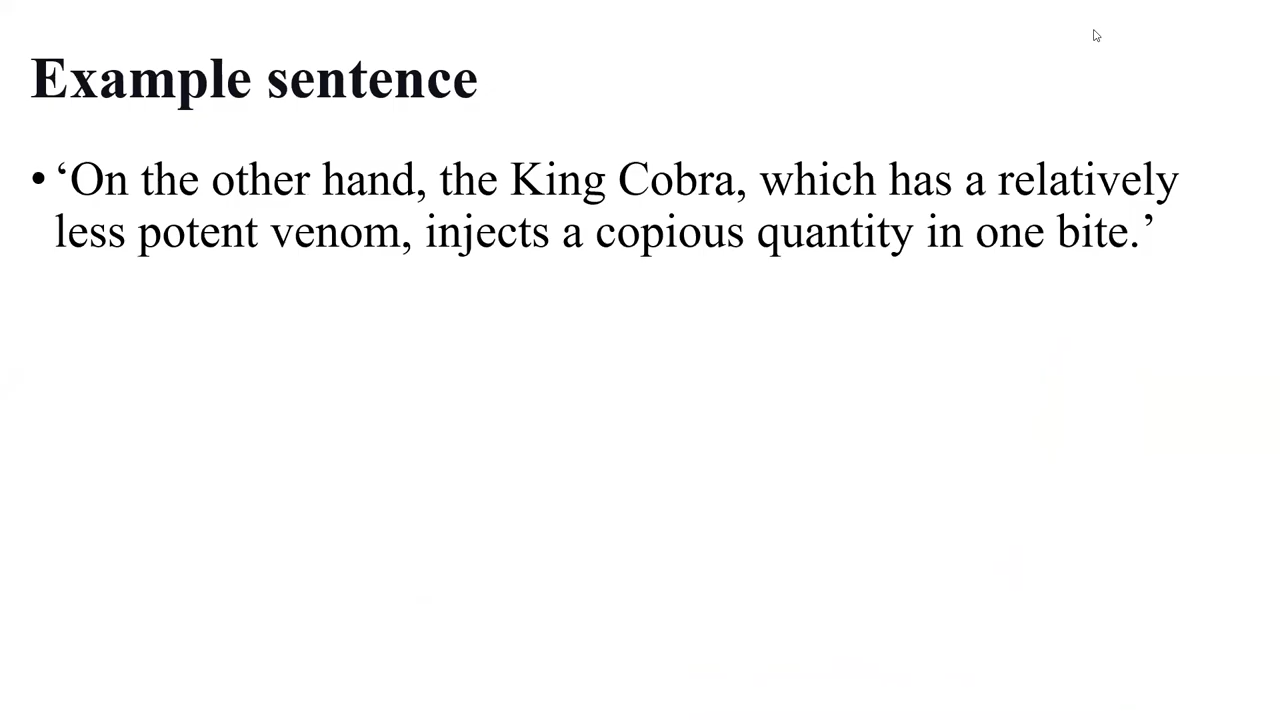 Example sentence
• ‘On the other hand, the King Cobra, which has a relatively
less potent venom, injects a copious quantity in one bite.’